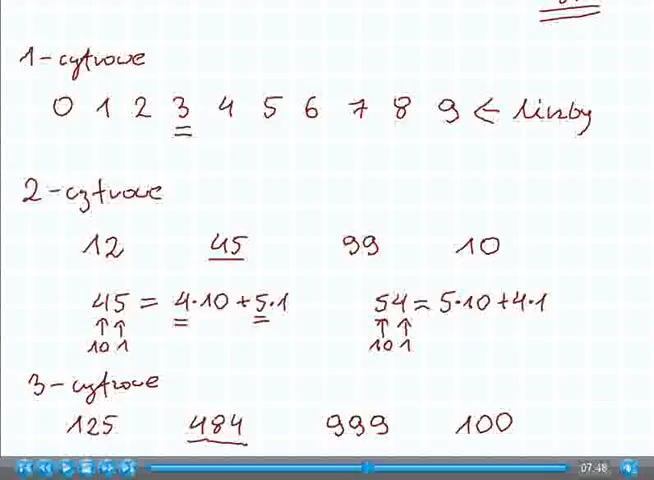 1-cyfrowe
0 1 2 3 4 5 6 7 8 9 ← liczby
2-cyfrowe
12 45 99 10
45 = 4·10 + 5·1 54 = 5·10 + 4·1
↑ ↑ ↑ ↑
10 1 10 1
3-cyfrowe
125 484 999 100
07:48